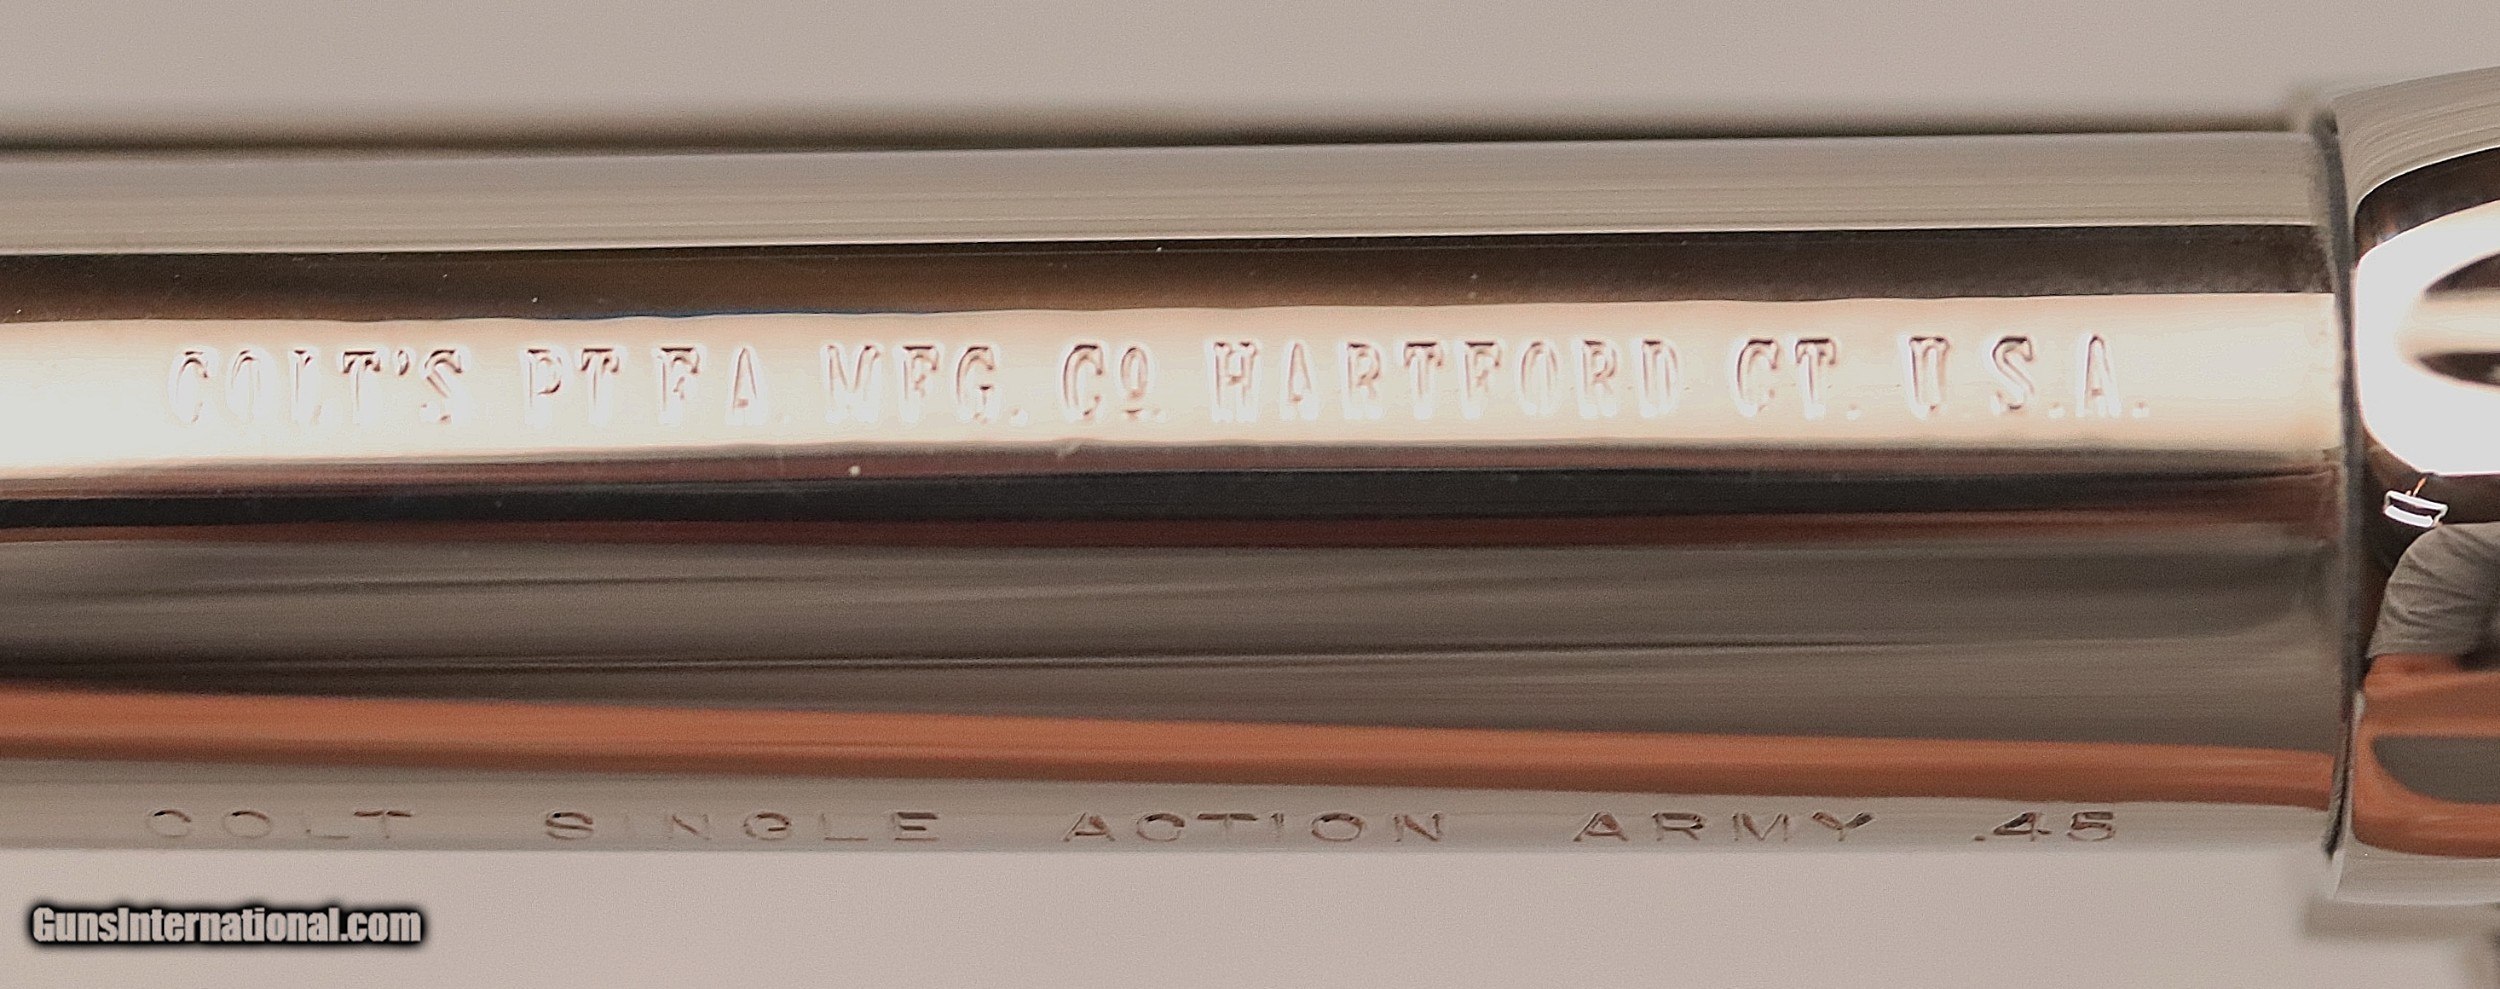 COLT'S PT F A MFG. Cº. HARTFORD CT. U S.A.
COLT SINGLE ACTION ARMY .45
GunsInternational.com